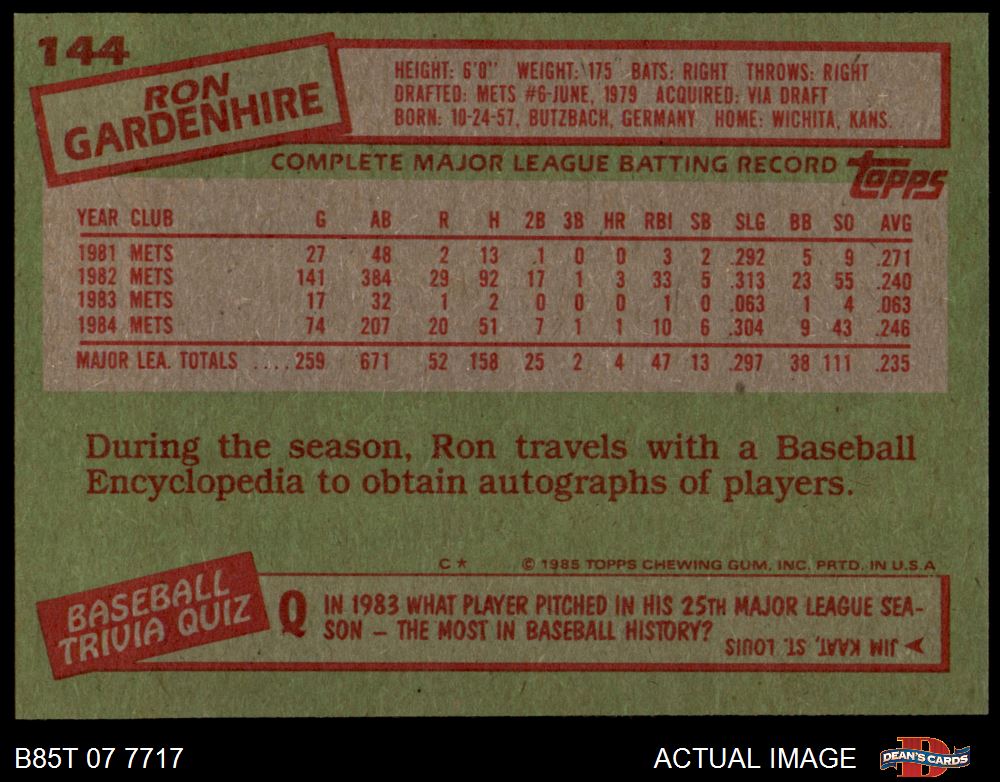 144
RON
GARDENHIRE
HEIGHT: 6'0" WEIGHT: 175 BATS: RIGHT THROWS: RIGHT
DRAFTED: METS #6-JUNE, 1979 ACQUIRED: VIA DRAFT
BORN: 10-24-57, BUTZBACH, GERMANY HOME: WICHITA, KANS.
COMPLETE MAJOR LEAGUE BATTING RECORD topps
YEAR CLUB G AB R H 2B 3B HR RBI SB SLG BB SO AVG
1981 METS 27 48 2 13 1 0 0 3 2 .292 5 9 .271
1982 METS 141 384 29 92 17 1 3 33 5 .313 23 55 .240
1983 METS 17 32 1 2 0 0 0 1 0 .063 1 4 .063
1984 METS 74 207 20 51 7 1 1 10 6 .304 9 43 .246
MAJOR LEA. TOTALS ....259 671 52 158 25 2 4 47 13 .297 38 111 .235
During the season, Ron travels with a Baseball
Encyclopedia to obtain autographs of players.
C* © 1985 TOPPS CHEWING GUM, INC. PRTD. IN U.S.A
BASEBALL
TRIVIA QUIZ
Q IN 1983 WHAT PLAYER PITCHED IN HIS 25TH MAJOR LEAGUE SEA-
SON – THE MOST IN BASEBALL HISTORY?
JIM KAAT, ST. LOUIS
B85T 07 7717 ACTUAL IMAGE D DEAN'S CARDS